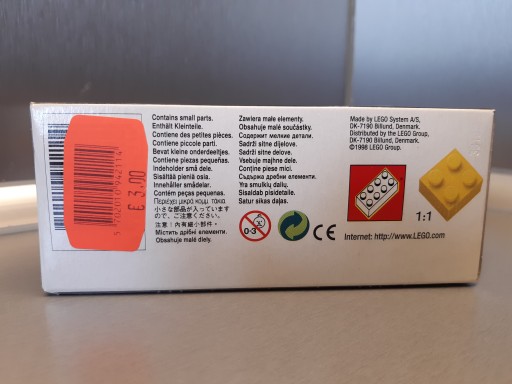 £ 3.00
Contains small parts.
Enthält Kleinteile.
Contiene des petites pièces.
Contiene piccole parti.
Bevat kleine onderdeeltjes.
Contiene piezas pequeñas.
Indeholder små dele.
Sisältää pieniä osia.
Innehåller smådelar.
Contém peças pequenas.
Περιέχει μικρά κομμ. τάκια.
小さな部品が入っています
ので、ご注意ください。
注意！内有細小部件。
Містить дрібні елементи.
Obsahuje malé diely.
Zawiera małe elementy.
Obsahuje malé součástky.
Содержит мелкие детали.
Sadrži sitne dijelove.
Sadrži sitne delove.
Vsebuje majhne dele.
Conţine piese mici.
Съдържа дребни елементи.
Yra smulkių dalių.
Sisaldab pisidetaile.
Satur sīkas daļas.
0-3
CE
Made by LEGO System A/S,
DK-7190 Billund, Denmark.
Distributed by the LEGO Group,
DK-7190 Billund, Denmark.
©1998 LEGO Group.
1:1
Internet: http://www.LEGO.com